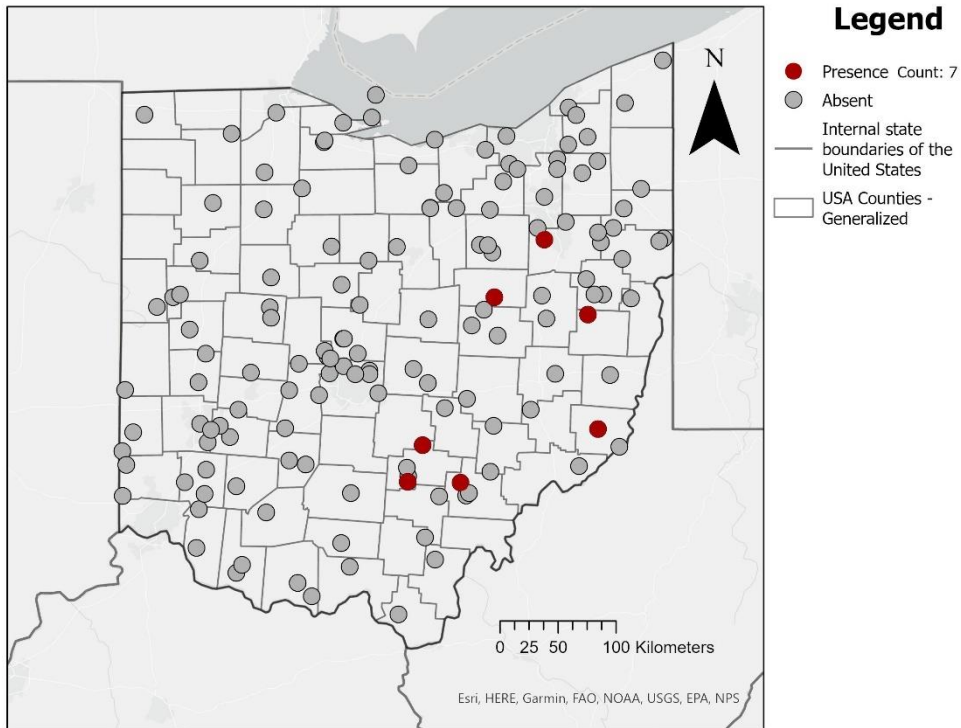 Legend
N
Presence Count: 7
Absent
Internal state
boundaries of the
United States
USA Counties -
Generalized
0 25 50 100 Kilometers
Esri, HERE, Garmin, FAO, NOAA, USGS, EPA, NPS